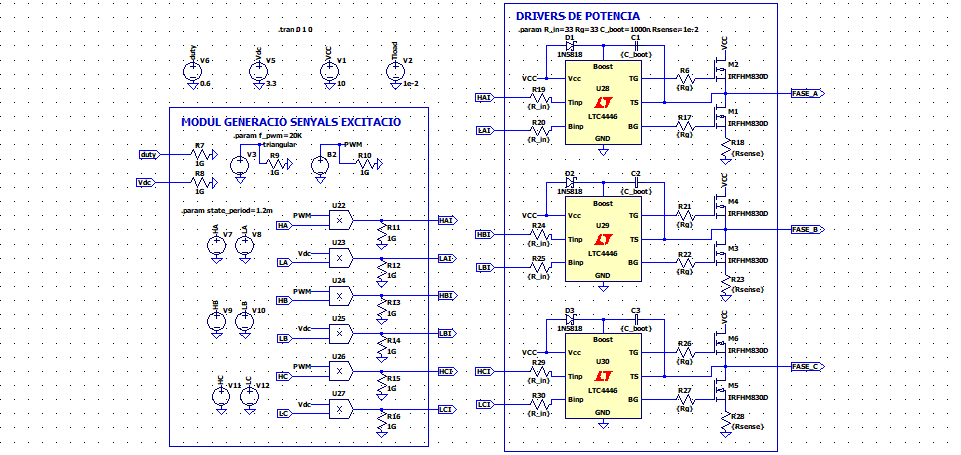 .tran 0 1 0
duty
V6
0.6
Vdc
V5
3.3
VCC
V1
10
Tload
V2
1e-2
MODUL GENERACIÓ SENYALS EXCITACIO
.param f_pwm=20K
duty
R7
1G
Vdc
R8
1G
V3
triangular
R9
1G
B2
PWM
R10
1G
.param state_period=1.2m
HA
V7
LA
V8
HB
V9
LB
V10
HC
V11
LC
V12
PWM
HA
U22
X
R11
1G
HAI
Vdc
LA
U23
X
R12
1G
LAI
PWM
HB
U24
X
R13
1G
HBI
Vdc
LB
U25
X
R14
1G
LBI
PWM
HC
U26
X
R15
1G
HCI
Vdc
LC
U27
X
R16
1G
LCI
DRIVERS DE POTENCIA
.param R_in=33 Rg=33 C_boot=1000n Rsense=1e-2
D1
1N5818
C1
{C_boot}
VCC
HAI
R19
{R_in}
LAI
R20
{R_in}
Boost
Vcc
TG
U28
Tinp
TS
LTC4446
Binp
BG
GND
R6
{Rg}
R17
{Rg}
VCC
M2
IRFHM830D
FASE_A
M1
IRFHM830D
R18
{Rsense}
D2
1N5818
C2
{C_boot}
VCC
HBI
R24
{R_in}
LBI
R25
{R_in}
Boost
Vcc
TG
U29
Tinp
TS
LTC4446
Binp
BG
GND
R21
{Rg}
R22
{Rg}
VCC
M4
IRFHM830D
FASE_B
M3
IRFHM830D
R23
{Rsense}
D3
1N5818
C3
{C_boot}
VCC
HCI
R29
{R_in}
LCI
R30
{R_in}
Boost
Vcc
TG
U30
Tinp
TS
LTC4446
Binp
BG
GND
R26
{Rg}
R27
{Rg}
VCC
M6
IRFHM830D
FASE_C
M5
IRFHM830D
R28
{Rsense}